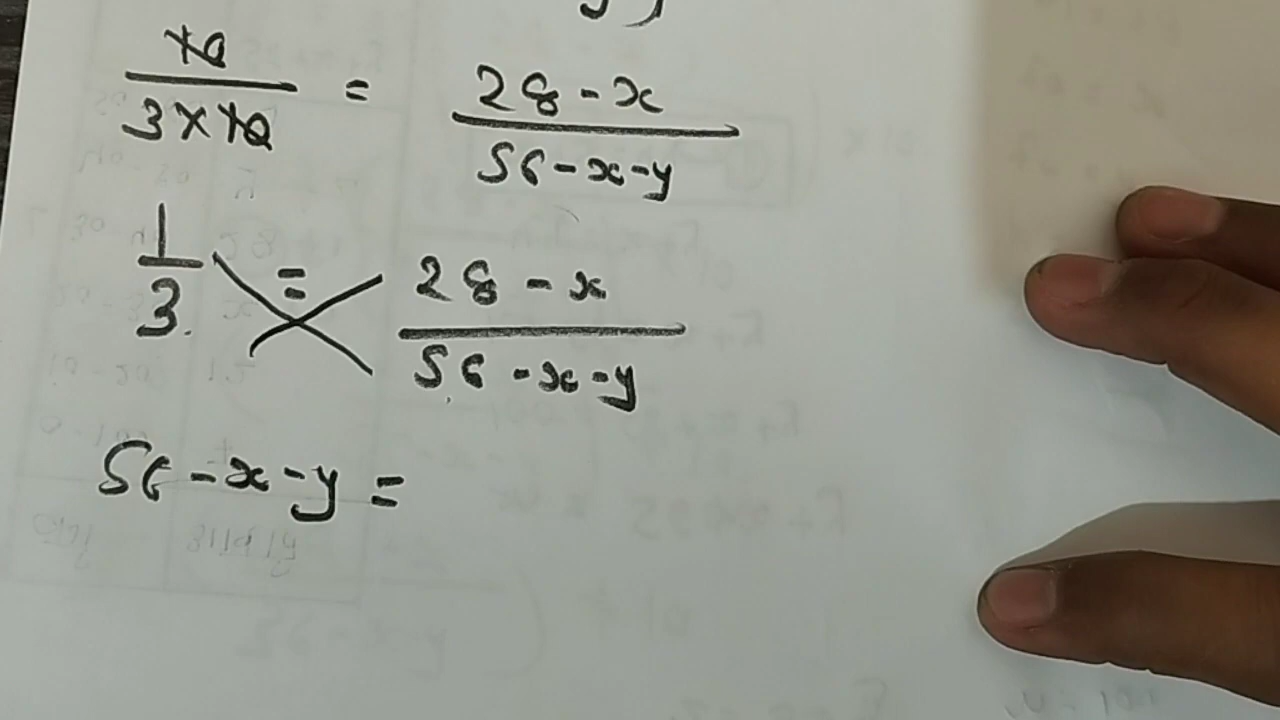 y)
10/(3×10) = (28-x)/(56-x-y)
1/3 = (28-x)/(56-x-y)
56-x-y =